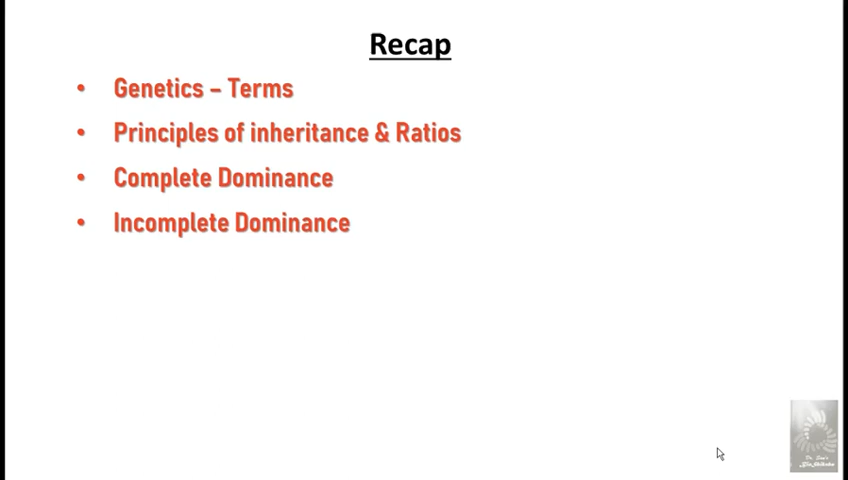 Recap
• Genetics – Terms
• Principles of inheritance & Ratios
• Complete Dominance
• Incomplete Dominance